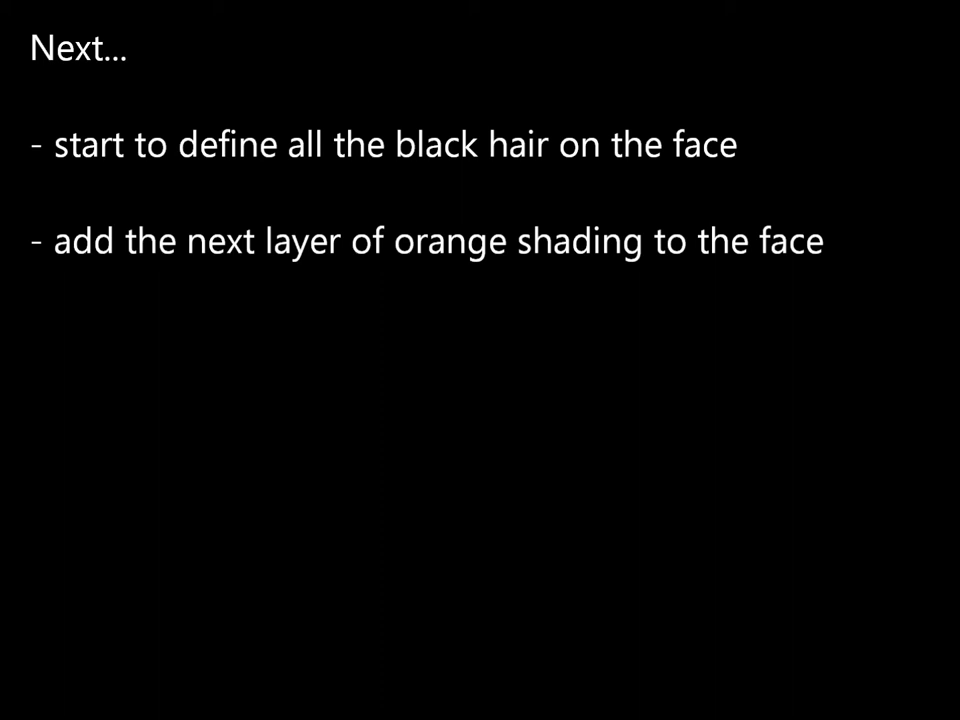 Next...
- start to define all the black hair on the face
- add the next layer of orange shading to the face